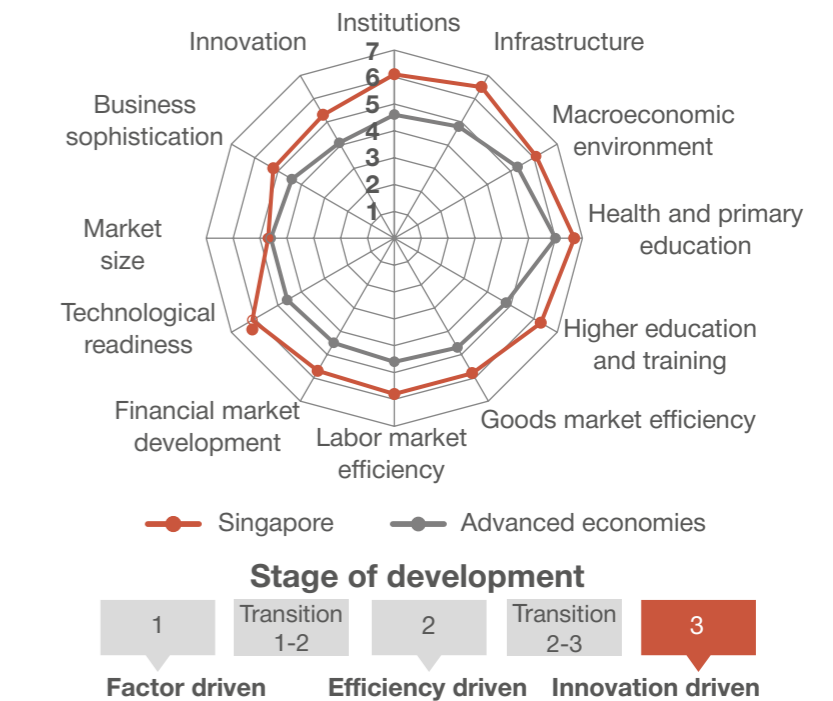 Institutions
Innovation
Infrastructure
7
6
5
4
3
2
1
Business
sophistication
Macroeconomic
environment
Market
size
Health and primary
education
Technological
readiness
Higher education
and training
Financial market
development
Goods market efficiency
Labor market
efficiency
Singapore
Advanced economies
Stage of development
1
Transition
1-2
2
Transition
2-3
3
Factor driven
Efficiency driven
Innovation driven